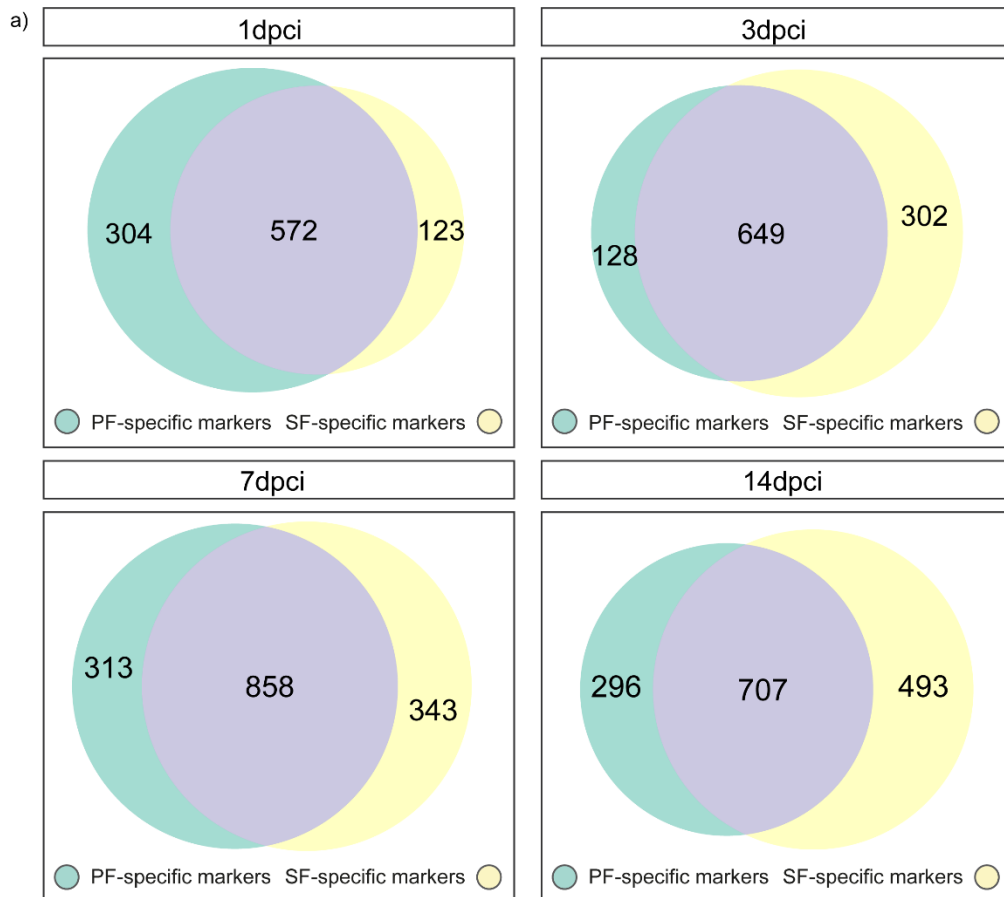 a)
1dpci
3dpci
304
572
123
128
649
302
PF-specific markers SF-specific markers
PF-specific markers SF-specific markers
7dpci
14dpci
313
858
343
296
707
493
PF-specific markers SF-specific markers
PF-specific markers SF-specific markers